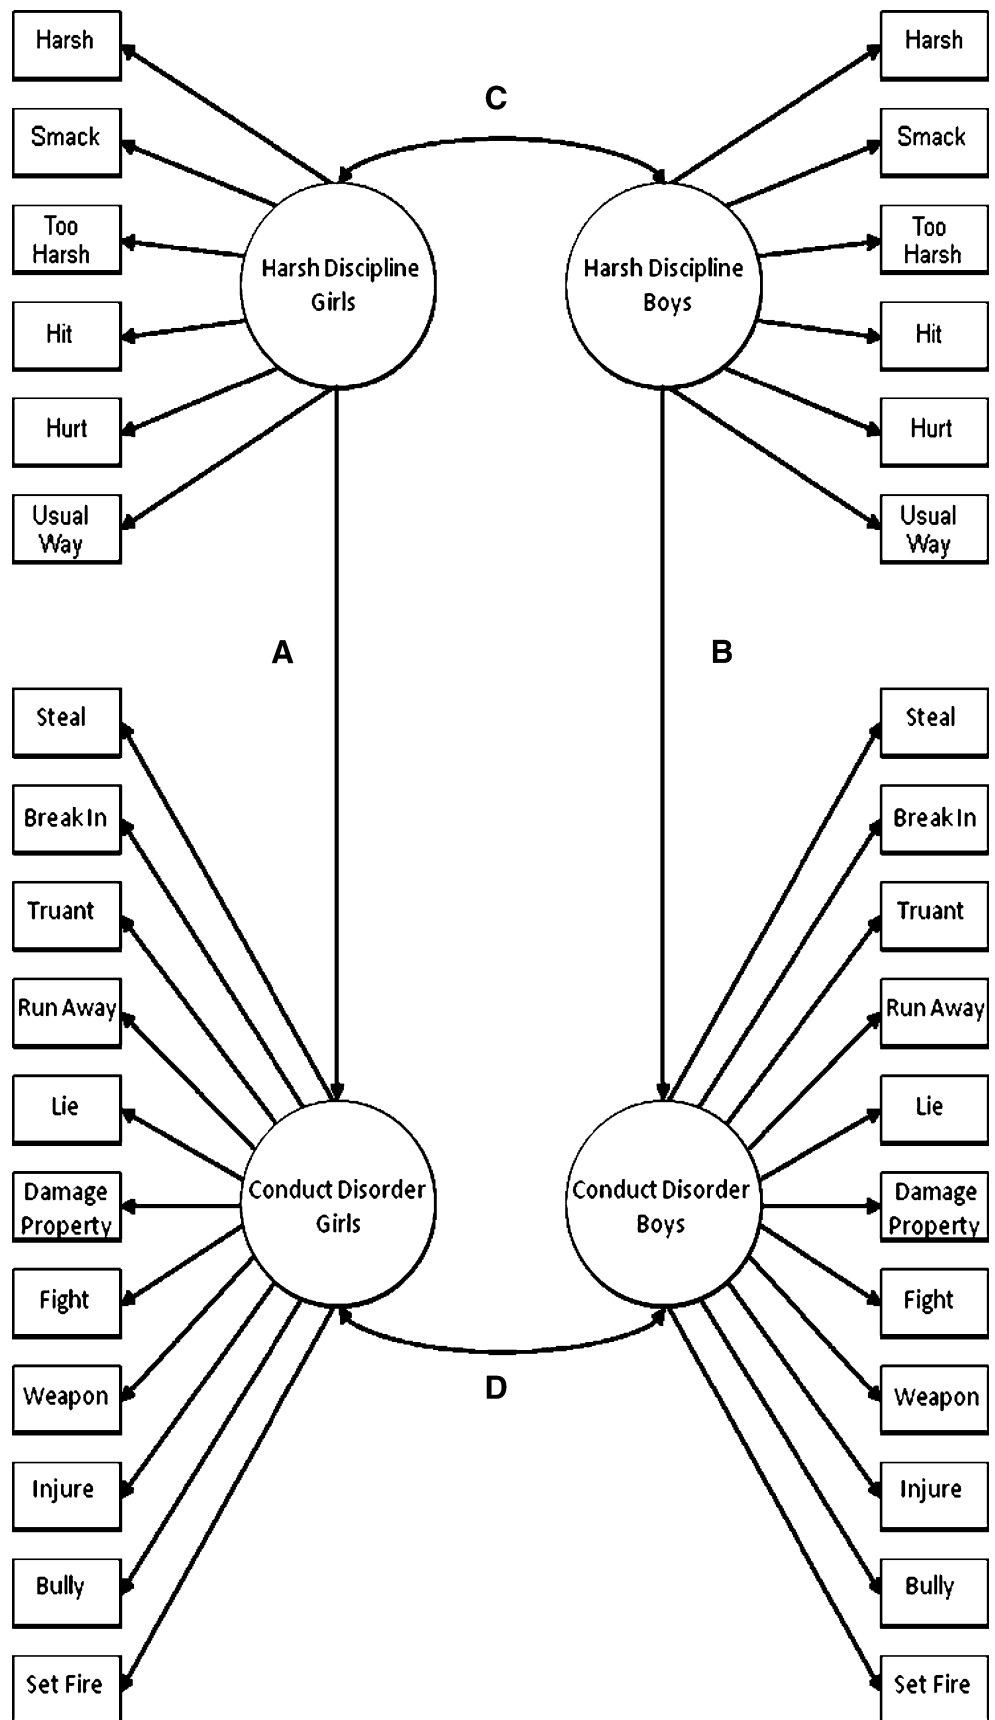 Harsh
Harsh
C
Smack
Smack
Too
Harsh
Too
Harsh
Harsh Discipline
Girls
Harsh Discipline
Boys
Hit
Hit
Hurt
Hurt
Usual
Way
Usual
Way
A
B
Steal
Steal
Break In
Break In
Truant
Truant
Run Away
Run Away
Lie
Lie
Damage
Property
Conduct Disorder
Girls
Conduct Disorder
Boys
Damage
Property
Fight
Fight
D
Weapon
Weapon
Injure
Injure
Bully
Bully
Set Fire
Set Fire